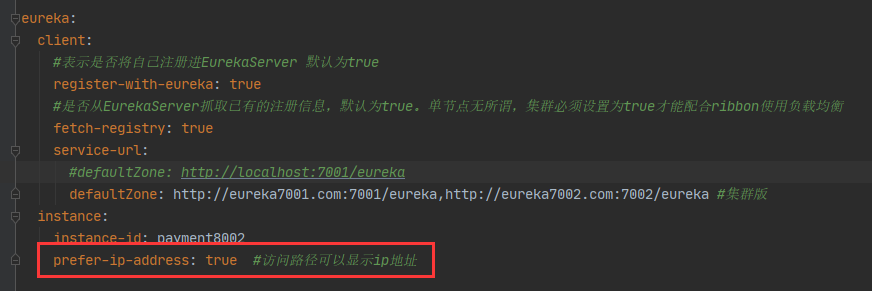 eureka:
client:
#表示是否将自己注册进EurekaServer 默认为true
register-with-eureka: true
#是否从EurekaServer抓取已有的注册信息，默认为true。单节点无所谓，集群必须设置为true才能配合ribbon使用负载均衡
fetch-registry: true
service-url:
#defaultZone: http://localhost:7001/eureka
defaultZone: http://eureka7001.com:7001/eureka,http://eureka7002.com:7002/eureka #集群版
instance:
instance-id: payment8002
prefer-ip-address: true #访问路径可以显示ip地址